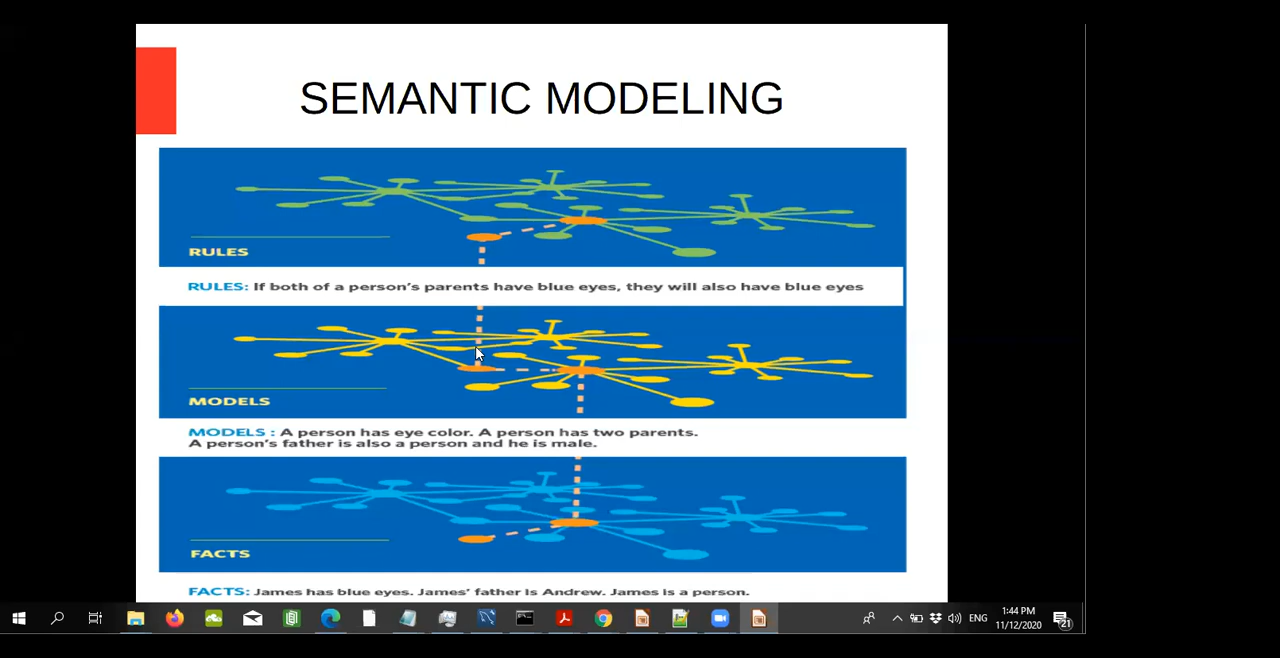 SEMANTIC MODELING
RULES
RULES: If both of a person's parents have blue eyes, they will also have blue eyes
MODELS
MODELS : A person has eye color. A person has two parents.
A person's father is also a person and he is male.
FACTS
FACTS: James has blue eyes. James' father is Andrew. James is a person.
ENG
1:44 PM
11/12/2020
21